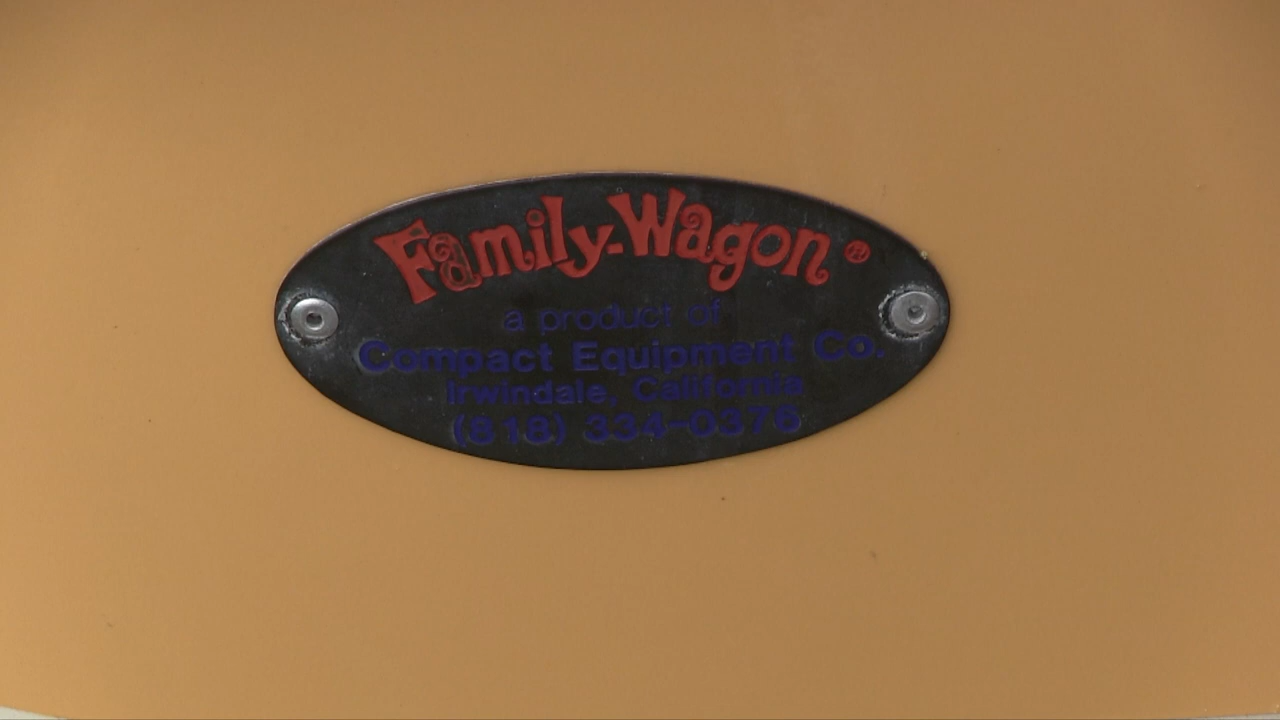 Family-Wagon®
a product of
Compact Equipment Co.
Irwindale, California
(818) 334-0376